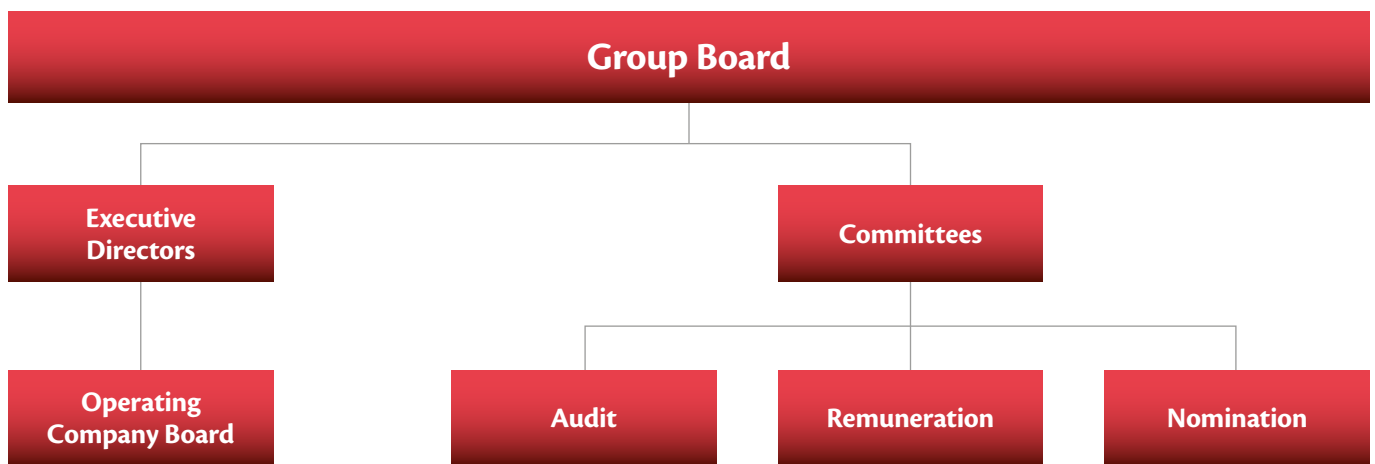 Group Board
Executive
Directors
Committees
Operating
Company Board
Audit
Remuneration
Nomination